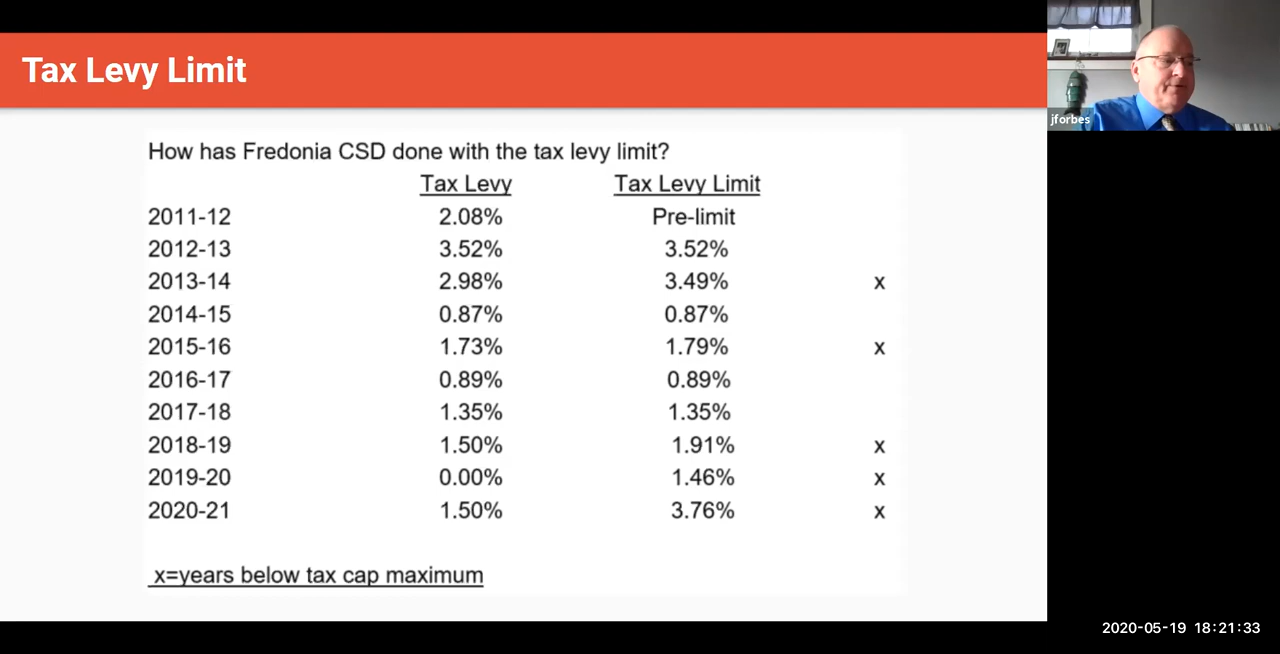 Tax Levy Limit
jforbes
How has Fredonia CSD done with the tax levy limit?
Tax Levy Tax Levy Limit
2011-12 2.08% Pre-limit
2012-13 3.52% 3.52%
2013-14 2.98% 3.49% x
2014-15 0.87% 0.87%
2015-16 1.73% 1.79% x
2016-17 0.89% 0.89%
2017-18 1.35% 1.35%
2018-19 1.50% 1.91% x
2019-20 0.00% 1.46% x
2020-21 1.50% 3.76% x
x=years below tax cap maximum
2020-05-19 18:21:33